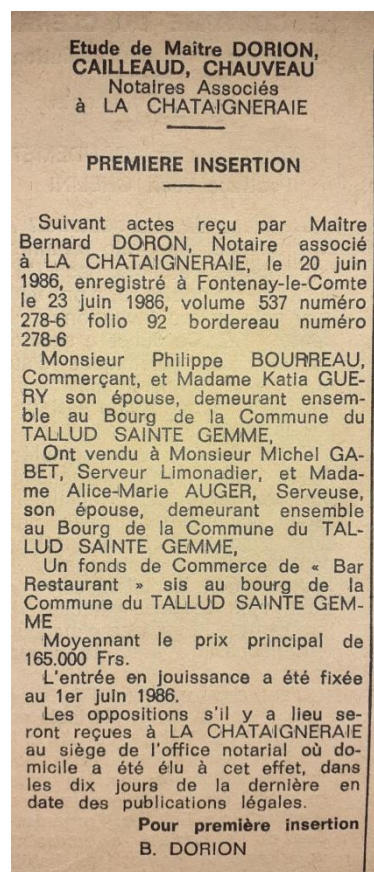 Etude de Maître DORION,
CAILLEAUD, CHAUVEAU
Notaires Associés
à LA CHATAIGNERAIE
PREMIERE INSERTION
Suivant actes reçu par Maître
Bernard DORON, Notaire associé
à LA CHATAIGNERAIE, le 20 juin
1986, enregistré à Fontenay-le-Comte
le 23 juin 1986, volume 537 numéro
278-6 folio 92 bordereau numéro
278-6
Monsieur Philippe BOURREAU,
Commerçant, et Madame Katia GUE-
RY son épouse, demeurant ensem-
ble au Bourg de la Commune du
TALLUD SAINTE GEMME,
Ont vendu à Monsieur Michel GA-
BET, Serveur Limonadier, et Mada-
me Alice-Marie AUGER, Serveuse,
son épouse, demeurant ensemble
au Bourg de la Commune du TAL-
LUD SAINTE GEMME,
Un fonds de Commerce de « Bar
Restaurant » sis au bourg de la
Commune du TALLUD SAINTE GEM-
ME
Moyennant le prix principal de
165.000 Frs.
L'entrée en jouissance a été fixée
au 1er juin 1986.
Les oppositions s'il y a lieu se-
ront reçues à LA CHATAIGNERAIE
au siège de l'office notarial où do-
micile a été élu à cet effet, dans
les dix jours de la dernière en
date des publications légales.
Pour première insertion
B. DORION